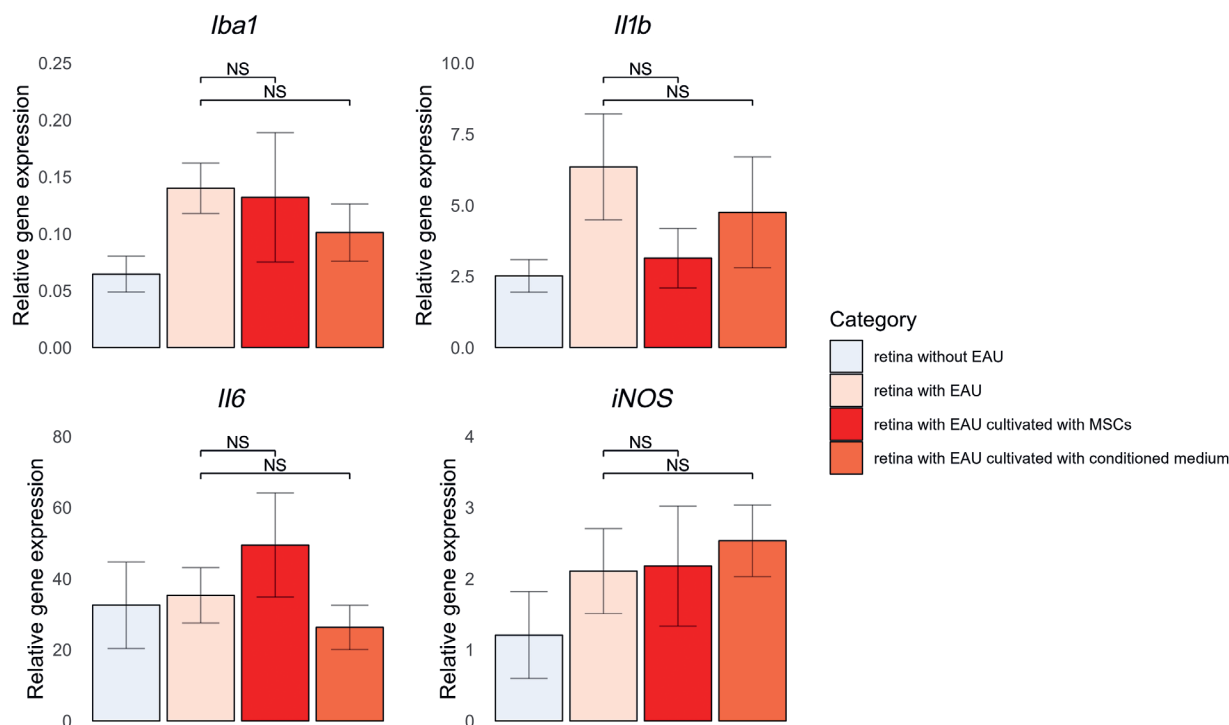 Iba1
Relative gene expression
0.25
0.20
0.15
0.10
0.05
0.00
NS
NS
Il1b
Relative gene expression
10.0
7.5
5.0
2.5
0.0
NS
NS
Il6
Relative gene expression
80
60
40
20
0
NS
NS
iNOS
Relative gene expression
4
3
2
1
0
NS
NS
Category
retina without EAU
retina with EAU
retina with EAU cultivated with MSCs
retina with EAU cultivated with conditioned medium